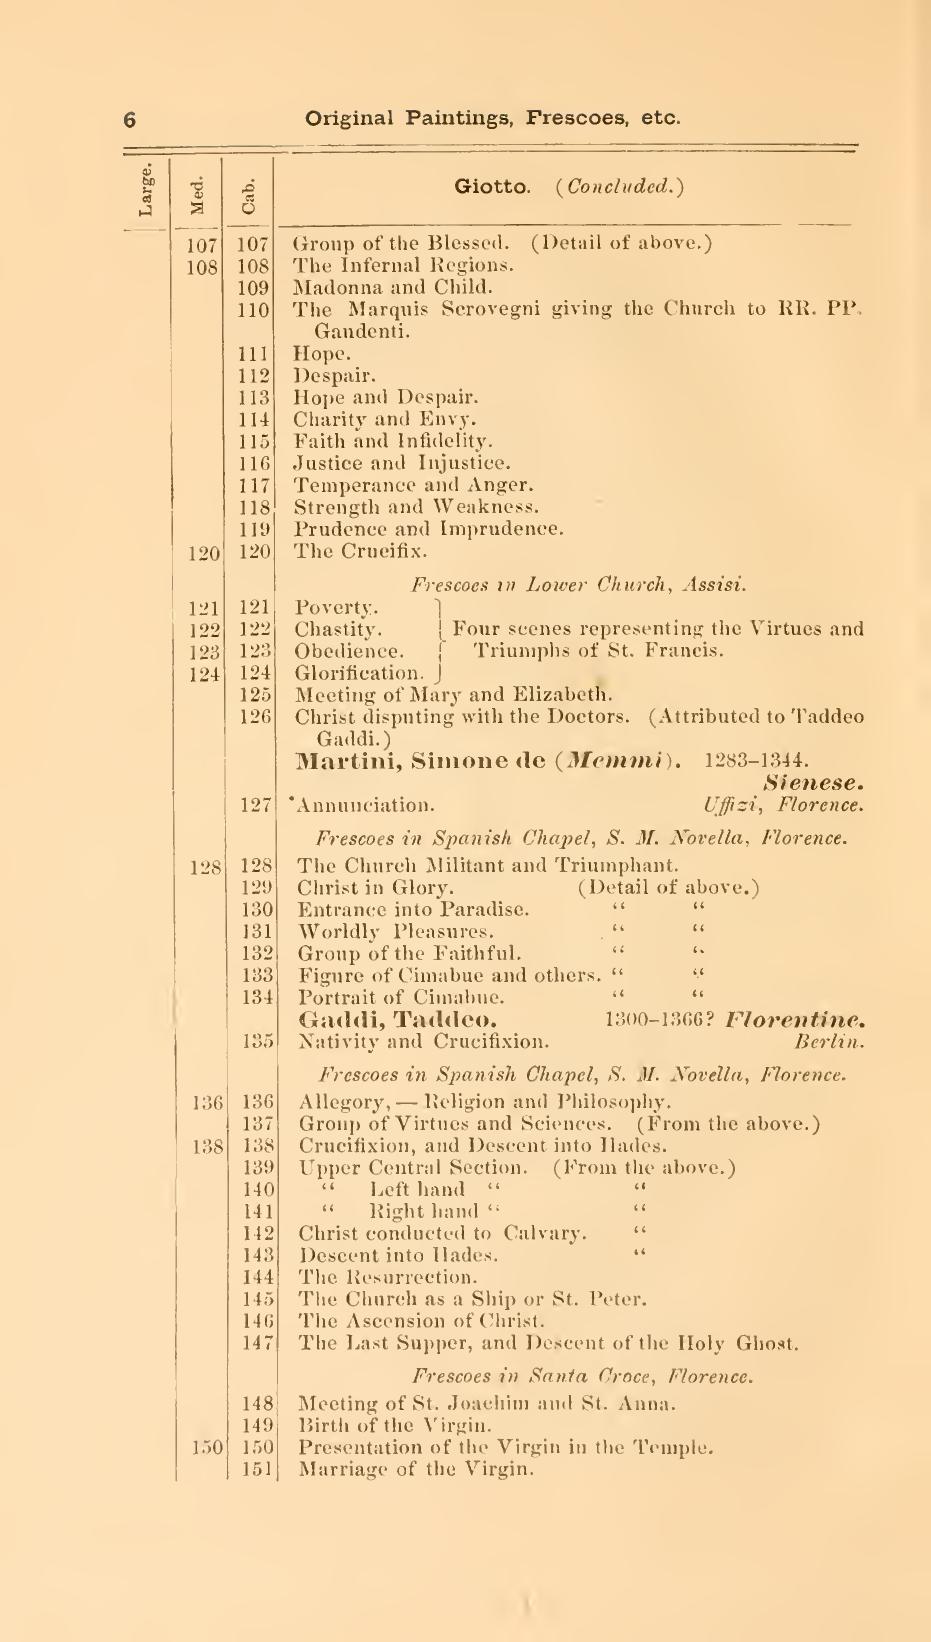 6 Original Paintings, Frescoes, etc.
Large. Med. Cab. Giotto. (Concluded.)
107 107 Group of the Blessed. (Detail of above.)
108 108 The Infernal Regions.
109 Madonna and Child.
110 The Marquis Scrovegni giving the Church to RR. PP.
Gaudenti.
111 Hope.
112 Despair.
113 Hope and Despair.
114 Charity and Envy.
115 Faith and Infidelity.
116 Justice and Injustice.
117 Temperance and Anger.
118 Strength and Weakness.
119 Prudence and Imprudence.
120 120 The Crucifix.
Frescoes in Lower Church, Assisi.
121 121 Poverty.
122 122 Chastity. } Four scenes representing the Virtues and
123 123 Obedience. Triumphs of St. Francis.
124 124 Glorification.
125 Meeting of Mary and Elizabeth.
126 Christ disputing with the Doctors. (Attributed to Taddeo
Gaddi.)
Martini, Simone de (Memmi). 1283–1344.
Sienese.
127 *Annunciation. Uffizi, Florence.
Frescoes in Spanish Chapel, S. M. Novella, Florence.
128 128 The Church Militant and Triumphant.
129 Christ in Glory. (Detail of above.)
130 Entrance into Paradise. “ “
131 Worldly Pleasures. “ “
132 Group of the Faithful. “ “
133 Figure of Cimabue and others. “ “
134 Portrait of Cimabue. “ “
Gaddi, Taddeo. 1300–1366? Florentine.
135 Nativity and Crucifixion. Berlin.
Frescoes in Spanish Chapel, S. M. Novella, Florence.
136 136 Allegory, — Religion and Philosophy.
137 Group of Virtues and Sciences. (From the above.)
138 138 Crucifixion, and Descent into Hades.
139 Upper Central Section. (From the above.)
140 “ Left hand “ “
141 “ Right hand “ “
142 Christ conducted to Calvary. “
143 Descent into Hades. “
144 The Resurrection.
145 The Church as a Ship or St. Peter.
146 The Ascension of Christ.
147 The Last Supper, and Descent of the Holy Ghost.
Frescoes in Santa Croce, Florence.
148 Meeting of St. Joachim and St. Anna.
149 Birth of the Virgin.
150 150 Presentation of the Virgin in the Temple.
151 Marriage of the Virgin.